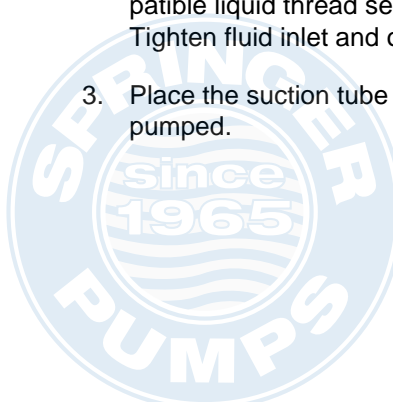 patible liquid thread se
Tighten fluid inlet and
3. Place the suction tube
pumped.
SPRINGER
since
1965
PUMPS